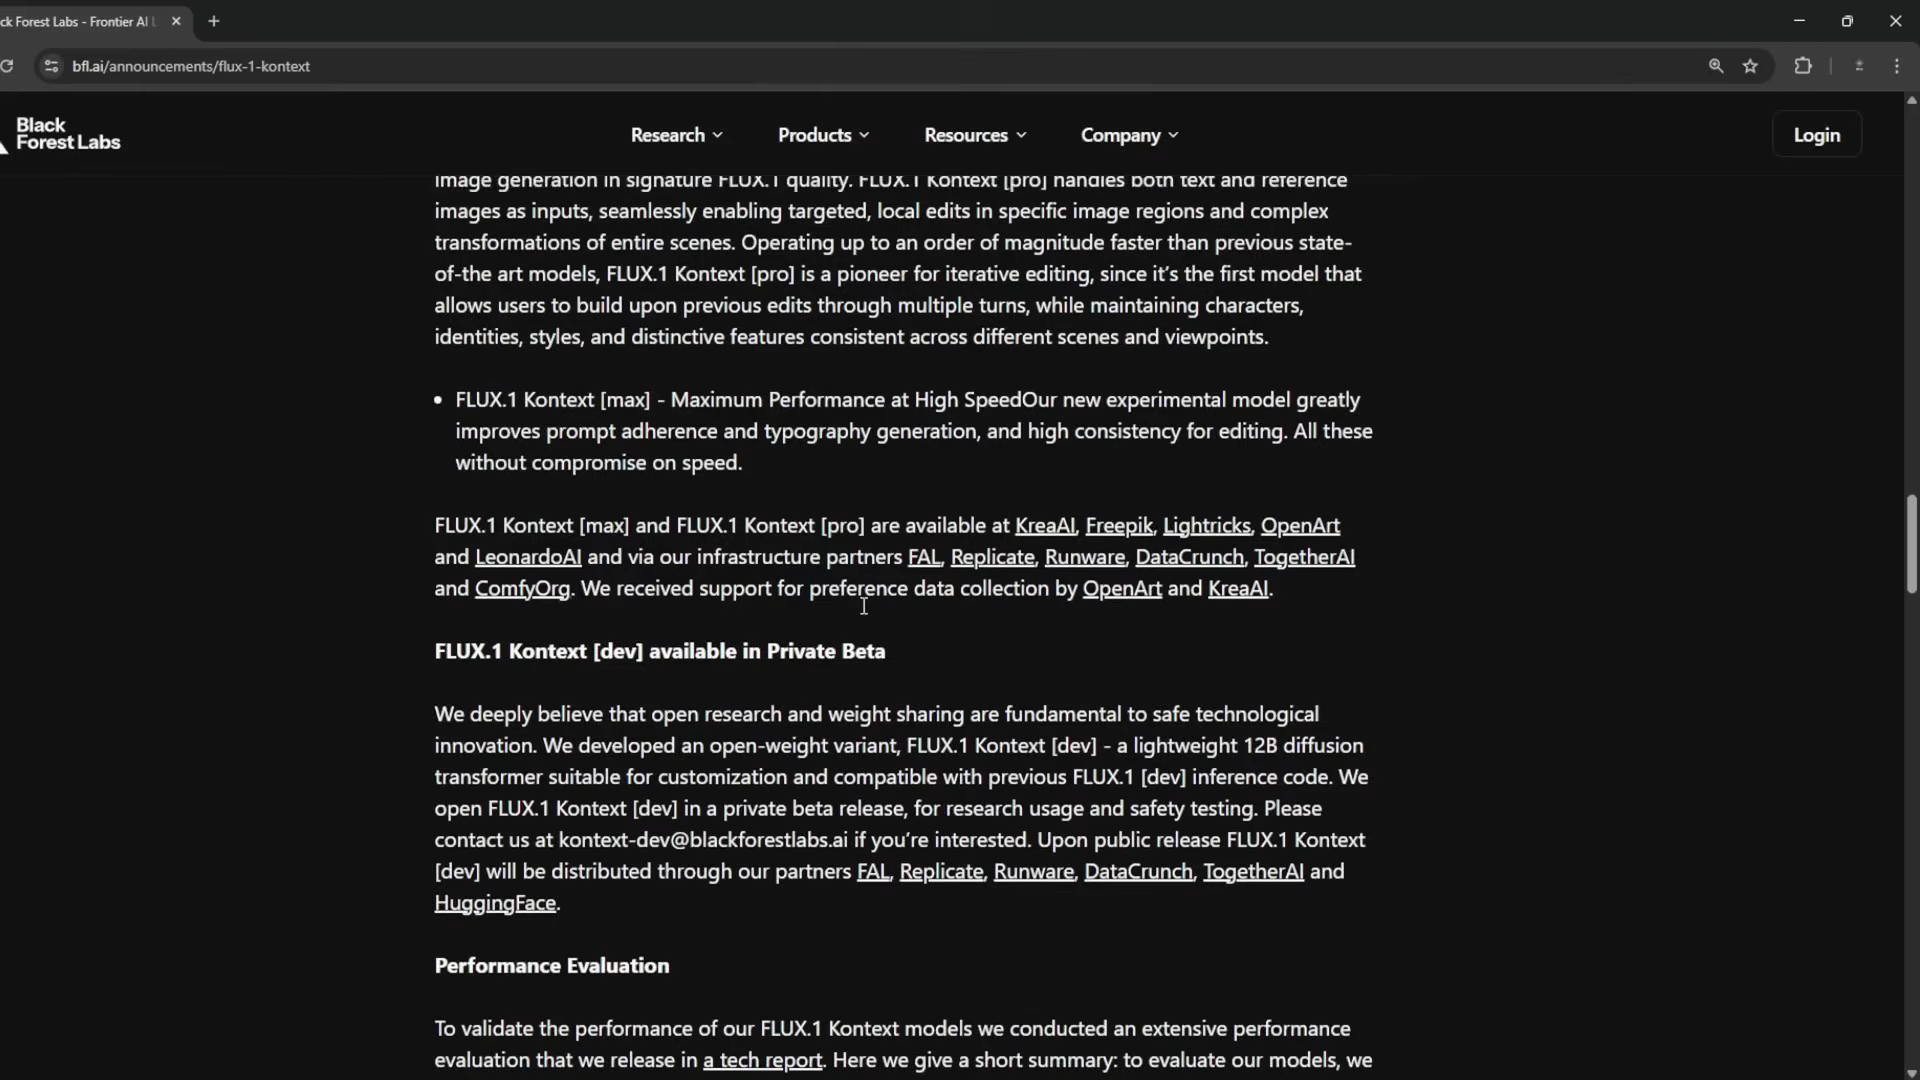 ck Forest Labs - Frontier AI L
bfl.ai/announcements/flux-1-kontext
Black
Forest Labs
Research
Products
Resources
Company
Login
image generation in signature FLUX.1 quality. FLUX.1 Kontext [pro] handles both text and reference
images as inputs, seamlessly enabling targeted, local edits in specific image regions and complex
transformations of entire scenes. Operating up to an order of magnitude faster than previous state-
of-the art models, FLUX.1 Kontext [pro] is a pioneer for iterative editing, since it’s the first model that
allows users to build upon previous edits through multiple turns, while maintaining characters,
identities, styles, and distinctive features consistent across different scenes and viewpoints.
• FLUX.1 Kontext [max] - Maximum Performance at High SpeedOur new experimental model greatly
improves prompt adherence and typography generation, and high consistency for editing. All these
without compromise on speed.
FLUX.1 Kontext [max] and FLUX.1 Kontext [pro] are available at KreaAI, Freepik, Lightricks, OpenArt
and LeonardoAI and via our infrastructure partners FAL, Replicate, Runware, DataCrunch, TogetherAI
and ComfyOrg. We received support for preference data collection by OpenArt and KreaAI.
FLUX.1 Kontext [dev] available in Private Beta
We deeply believe that open research and weight sharing are fundamental to safe technological
innovation. We developed an open-weight variant, FLUX.1 Kontext [dev] - a lightweight 12B diffusion
transformer suitable for customization and compatible with previous FLUX.1 [dev] inference code. We
open FLUX.1 Kontext [dev] in a private beta release, for research usage and safety testing. Please
contact us at kontext-dev@blackforestlabs.ai if you’re interested. Upon public release FLUX.1 Kontext
[dev] will be distributed through our partners FAL, Replicate, Runware, DataCrunch, TogetherAI and
HuggingFace.
Performance Evaluation
To validate the performance of our FLUX.1 Kontext models we conducted an extensive performance
evaluation that we release in a tech report. Here we give a short summary: to evaluate our models, we